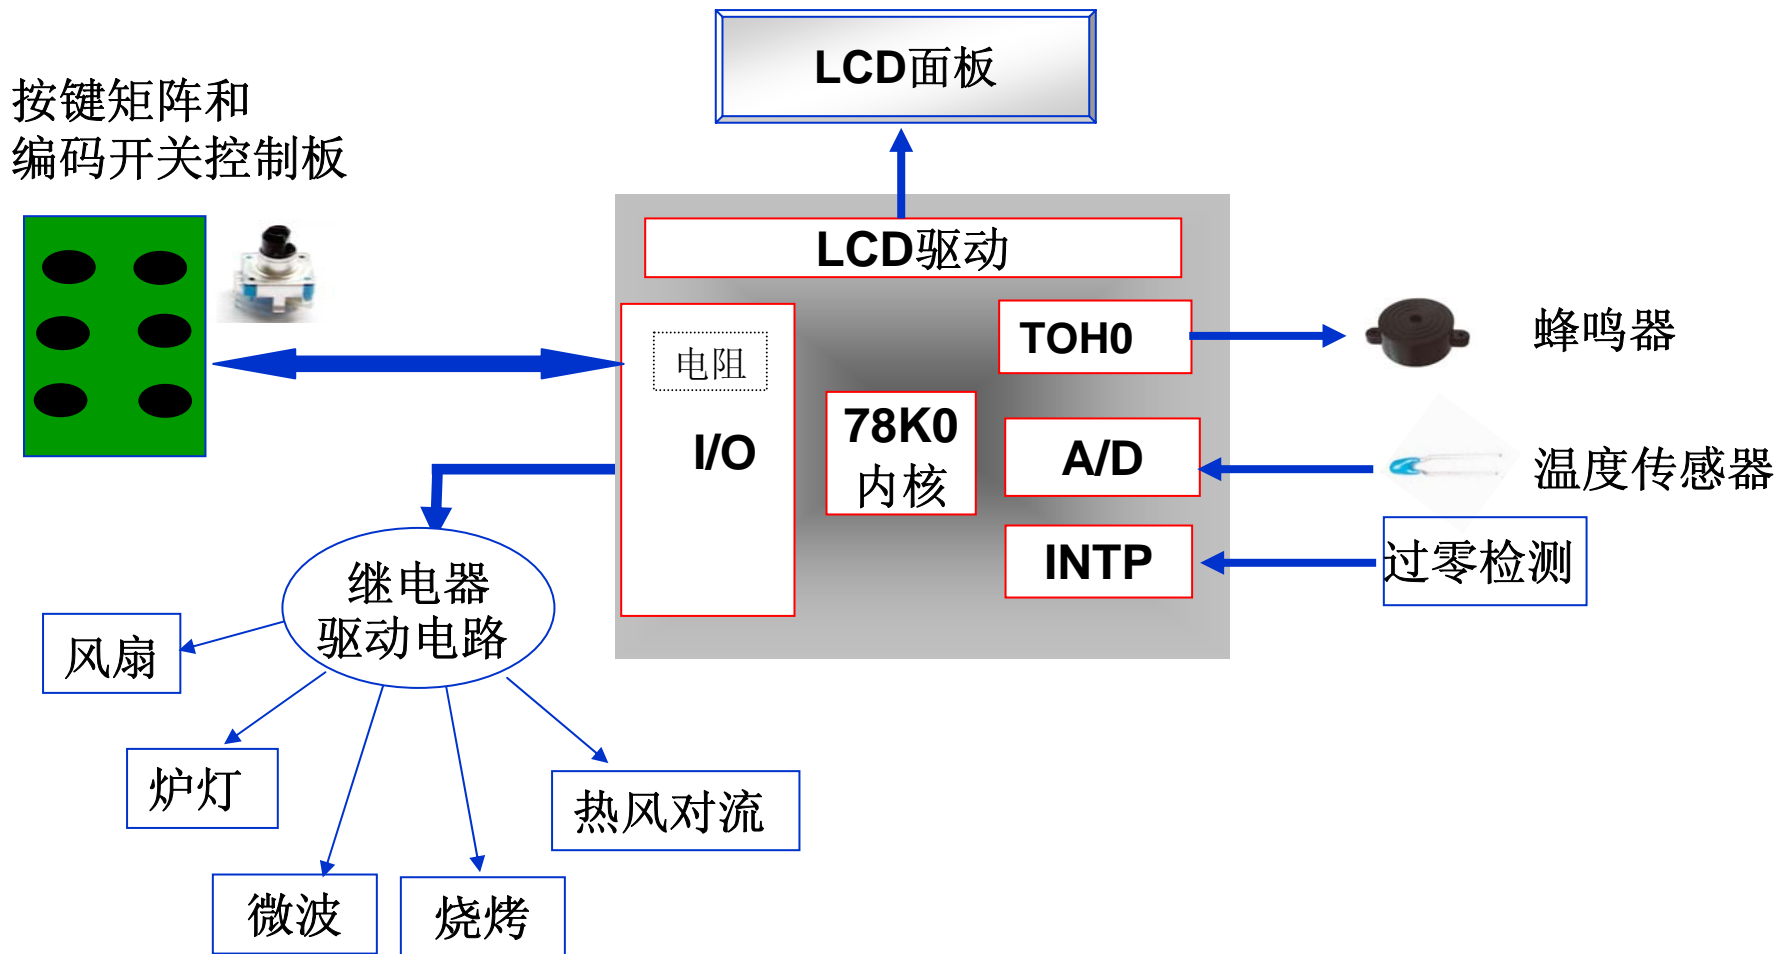 LCD面板
按键矩阵和
编码开关控制板
LCD驱动
电阻
I/O
TOH0
蜂鸣器
78K0
内核
A/D
温度传感器
INTP
过零检测
继电器
驱动电路
风扇
炉灯
热风对流
微波
烧烤